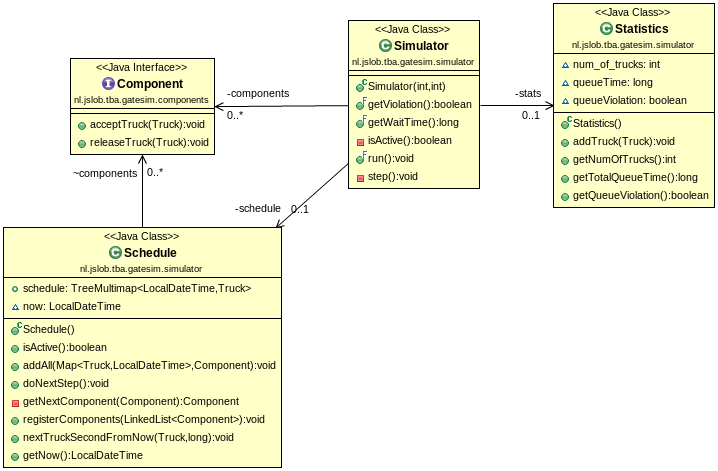 <<Java Interface>>
I Component
nl.jslob.tba.gatesim.components
acceptTruck(Truck):void
releaseTruck(Truck):void
-components
0..*
<<Java Class>>
C Simulator
nl.jslob.tba.gatesim.simulator
C Simulator(int,int)
F getViolation():boolean
F getWaitTime():long
isActive():boolean
F run():void
step():void
-stats
0..1
<<Java Class>>
C Statistics
nl.jslob.tba.gatesim.simulator
num_of_trucks: int
queueTime: long
queueViolation: boolean
C Statistics()
addTruck(Truck):void
getNumOfTrucks():int
getTotalQueueTime():long
getQueueViolation():boolean
~components
0..*
-schedule
0..1
<<Java Class>>
C Schedule
nl.jslob.tba.gatesim.simulator
schedule: TreeMultimap<LocalDateTime,Truck>
now: LocalDateTime
C Schedule()
isActive():boolean
addAll(Map<Truck,LocalDateTime>,Component):void
doNextStep():void
getNextComponent(Component):Component
registerComponents(LinkedList<Component>):void
nextTruckSecondFromNow(Truck,long):void
getNow():LocalDateTime